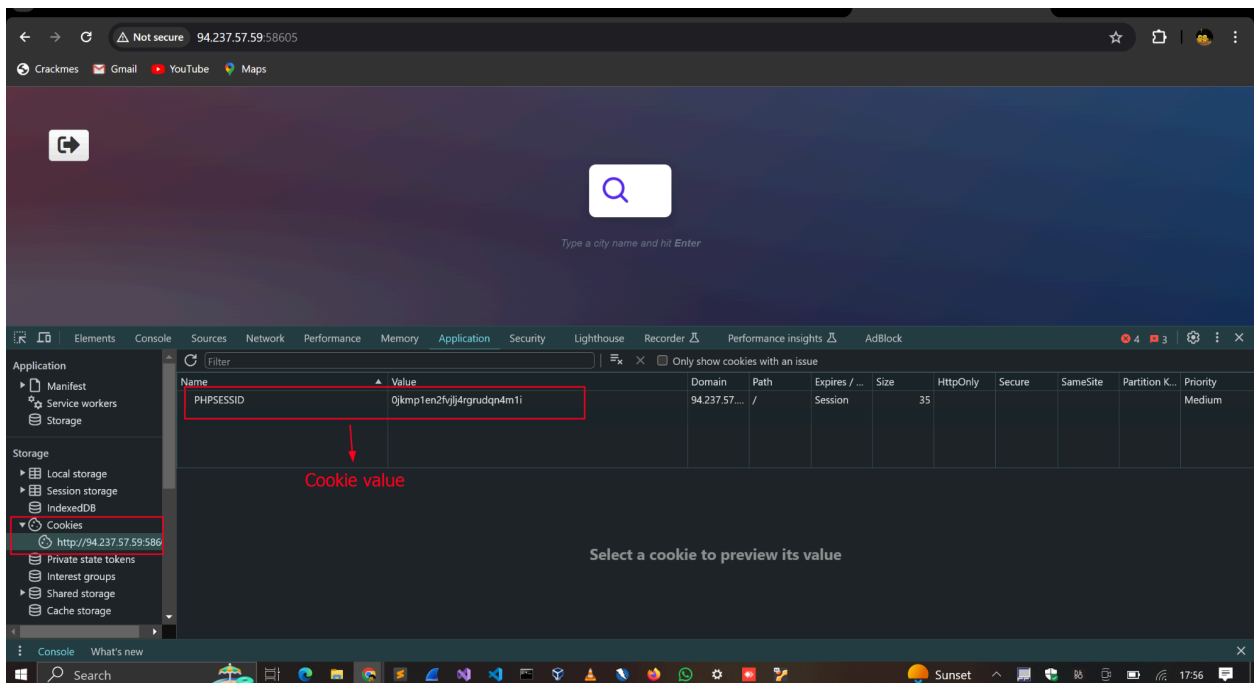 Not secure 94.237.57.59:58605
Crackmes Gmail YouTube Maps
Type a city name and hit Enter
Elements Console Sources Network Performance Memory Application Security Lighthouse Recorder Performance insights AdBlock 4 3
Application
Manifest
Service workers
Storage
Storage
Local storage
Session storage
IndexedDB
Cookies
http://94.237.57.59:586
Private state tokens
Interest groups
Shared storage
Cache storage
Filter Only show cookies with an issue
Name Value Domain Path Expires / ... Size HttpOnly Secure SameSite Partition K... Priority
PHPSESSID 0jkmp1en2fvjlj4rgrudqn4m1i 94.237.57.... / Session 35 Medium
Cookie value
Select a cookie to preview its value
Console What's new
Search Sunset 17:56